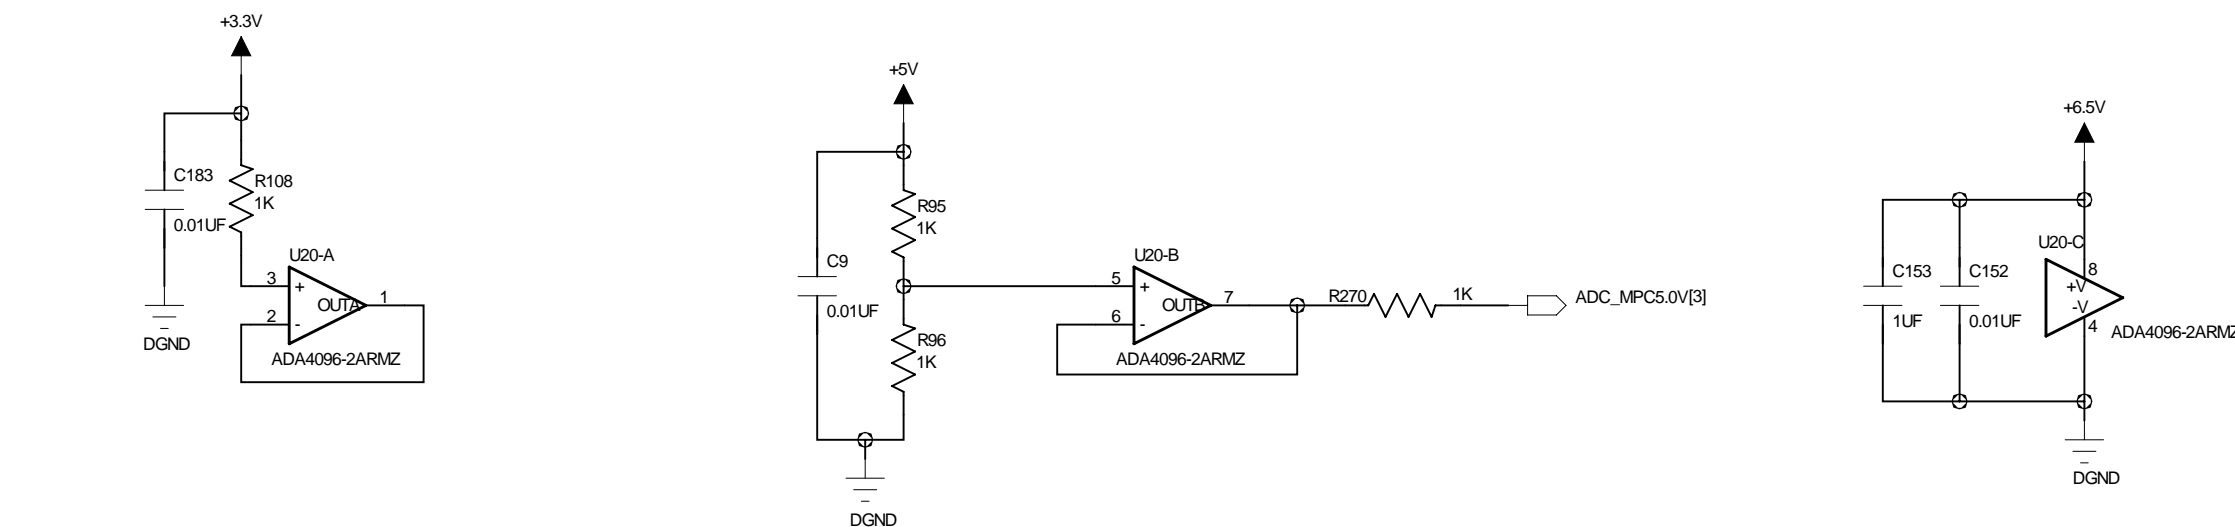 +3.3V
C183
0.01UF
R108
1K
U20-A
3
+
2
-
OUTA
1
ADA4096-2ARMZ
DGND
+5V
C9
0.01UF
R95
1K
R96
1K
U20-B
5
+
6
-
OUTB
7
ADA4096-2ARMZ
R270
1K
ADC_MPC5.0V[3]
DGND
+6.5V
C153
1UF
C152
0.01UF
U20-C
8
+V
-V
4
ADA4096-2ARMZ
DGND